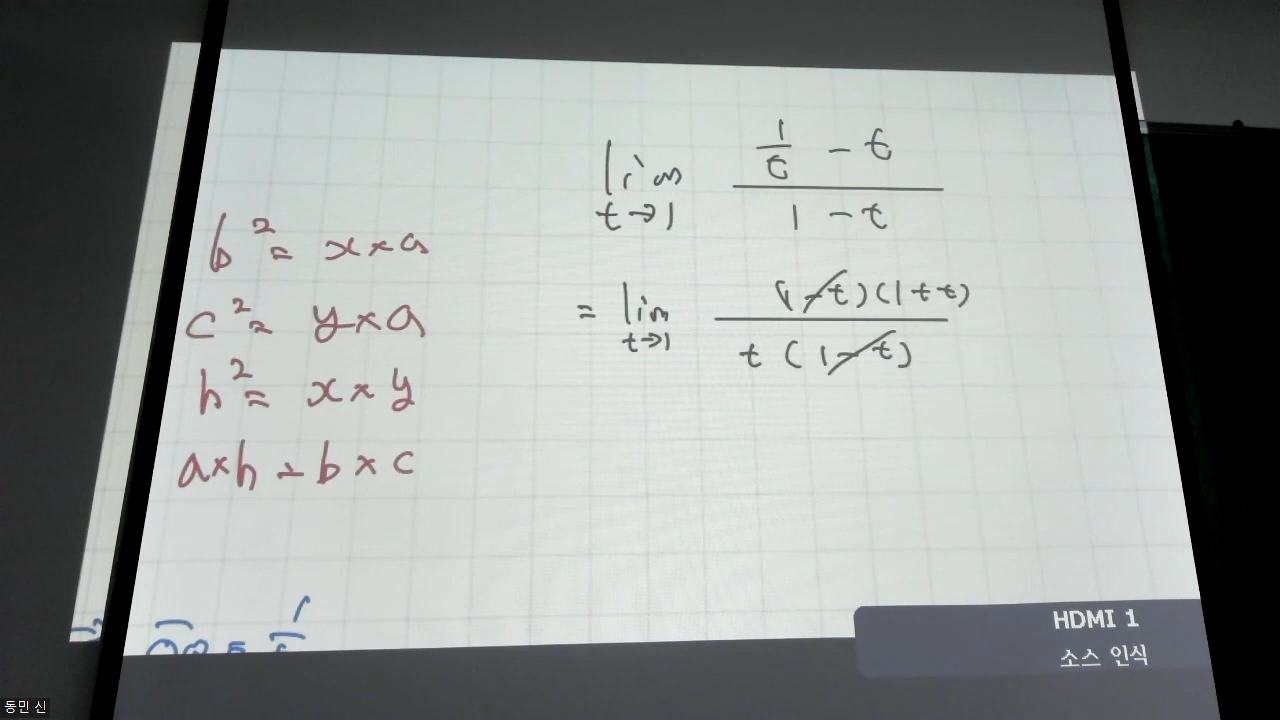 b² = x × a
c² = y × a
h² = x × y
a×h = b × c
lim t→1 (1/t - t)/(1 - t)
= lim t→1 (1-t)(1+t)/t(1-t)
HDMI 1
소스 인식
동민 신